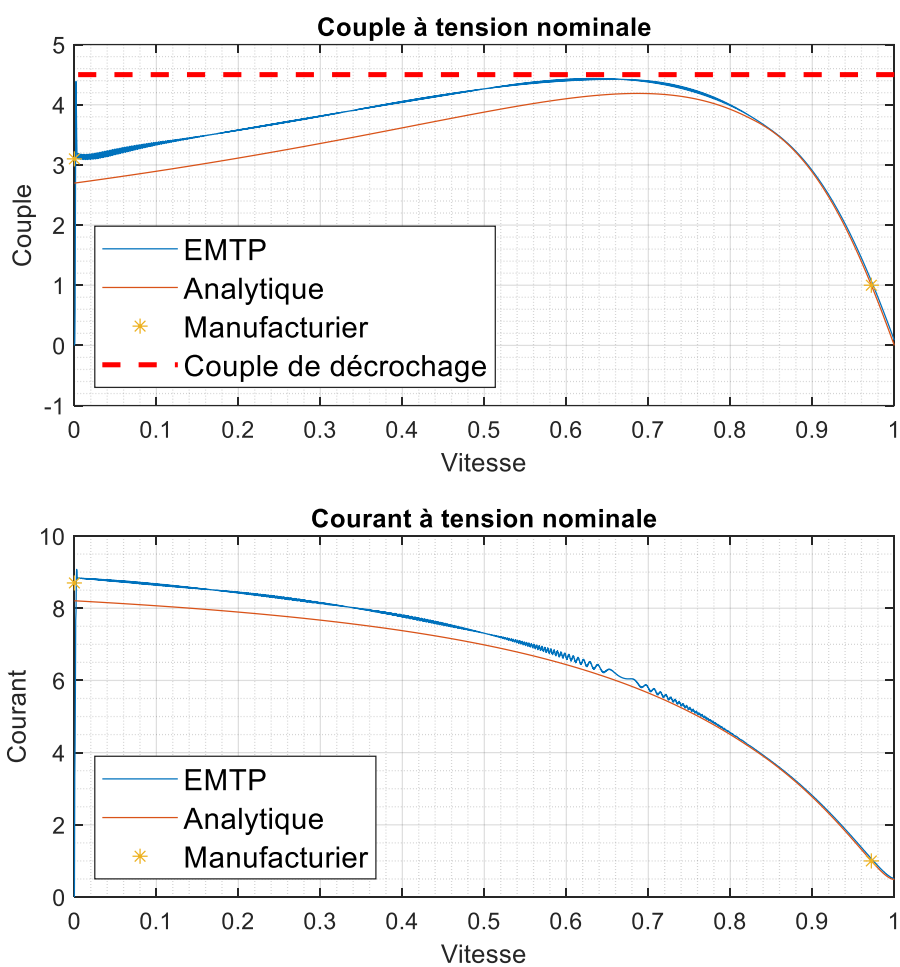 Couple à tension nominale
5
4
3
2
1
0
-1
Couple
EMTP
Analytique
Manufacturier
Couple de décrochage
0 0.1 0.2 0.3 0.4 0.5 0.6 0.7 0.8 0.9 1
Vitesse
Courant à tension nominale
10
8
6
4
2
0
Courant
EMTP
Analytique
Manufacturier
0 0.1 0.2 0.3 0.4 0.5 0.6 0.7 0.8 0.9 1
Vitesse